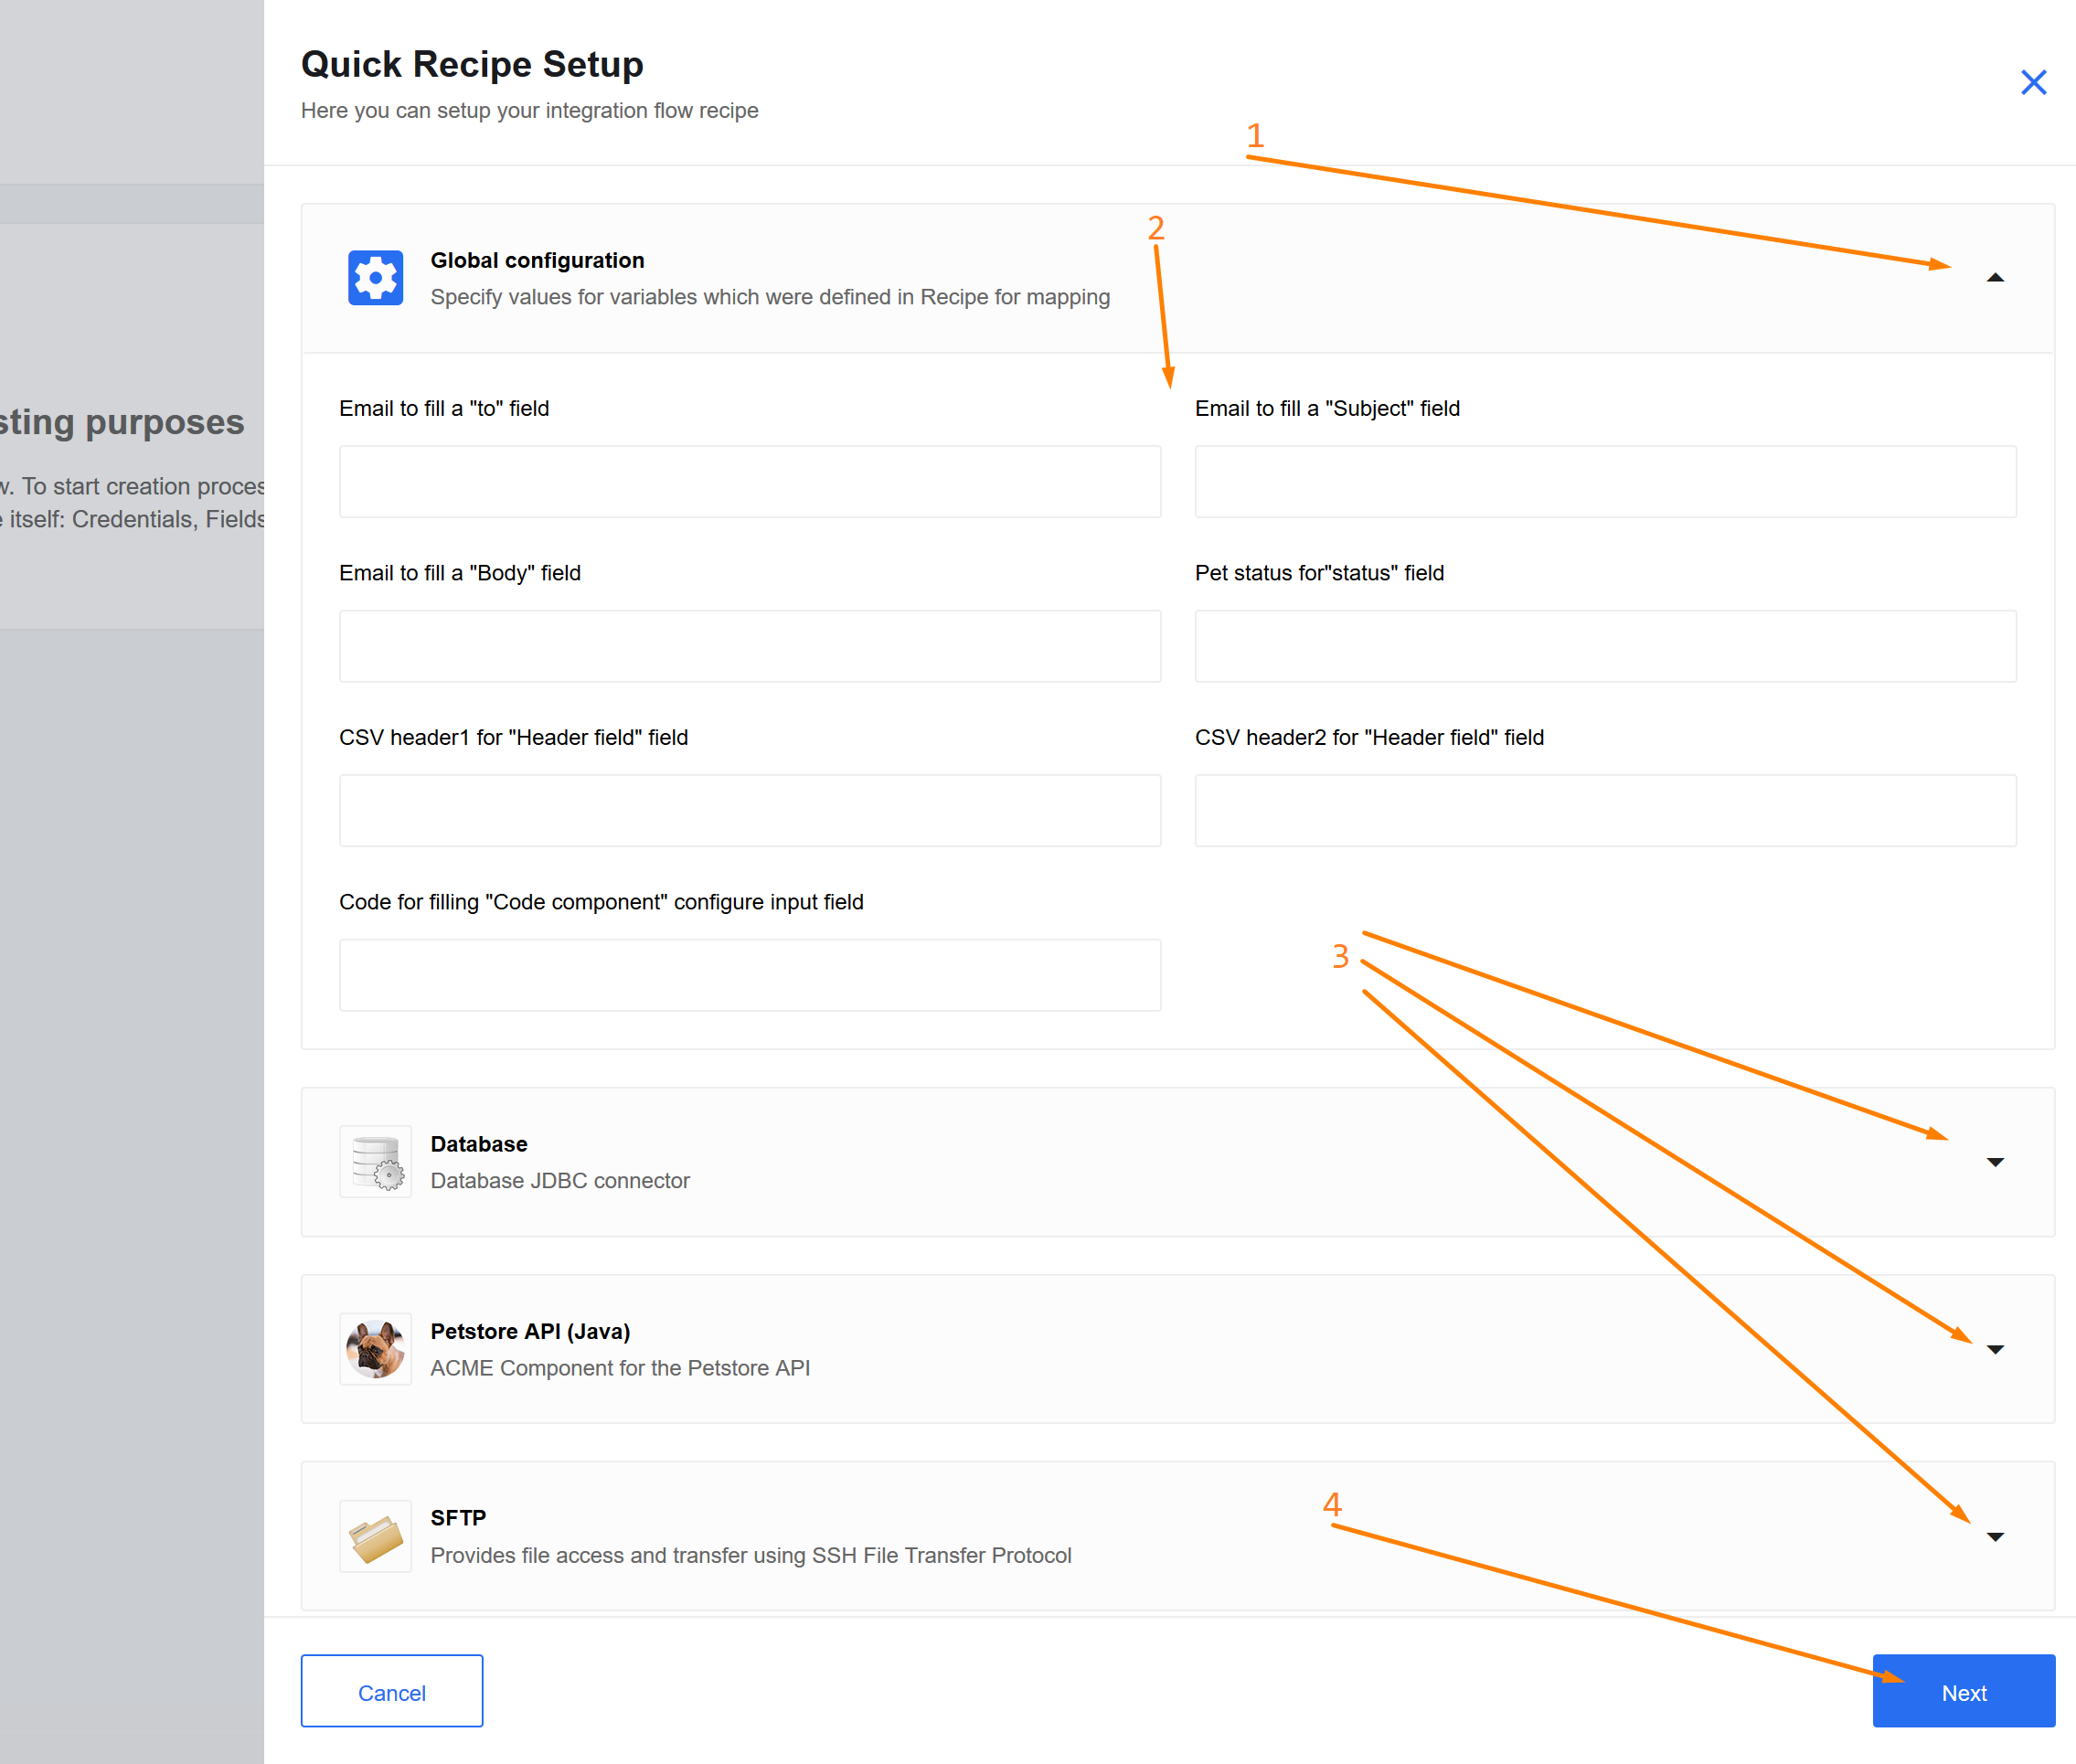 Quick Recipe Setup
Here you can setup your integration flow recipe
1
2
Global configuration
Specify values for variables which were defined in Recipe for mapping
sting purposes
w. To start creation proces
e itself: Credentials, Fields
Email to fill a "to" field
Email to fill a "Subject" field
Email to fill a "Body" field
Pet status for"status" field
CSV header1 for "Header field" field
CSV header2 for "Header field" field
Code for filling "Code component" configure input field
3
Database
Database JDBC connector
Petstore API (Java)
ACME Component for the Petstore API
4
SFTP
Provides file access and transfer using SSH File Transfer Protocol
Cancel
Next